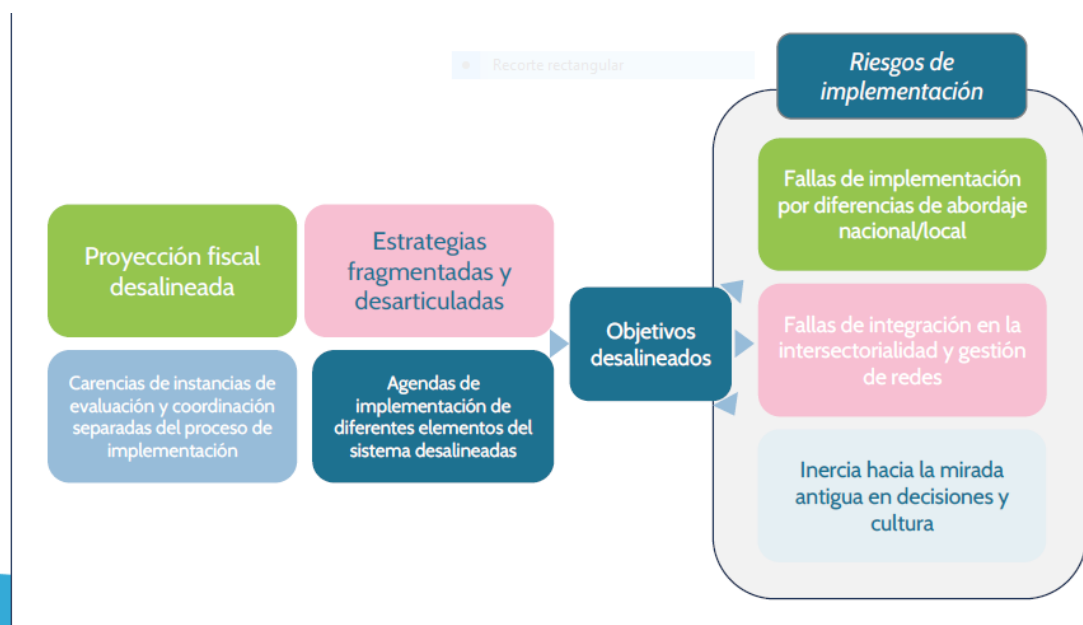 Recorte rectangular
Riesgos de
implementación
Proyección fiscal
desalineada
Estrategias
fragmentadas y
desarticuladas
Carencias de instancias de
evaluación y coordinación
separadas del proceso de
implementación
Agendas de
implementación de
diferentes elementos del
sistema desalineadas
Objetivos
desalineados
Fallas de implementación
por diferencias de abordaje
nacional/local
Fallas de integración en la
intersectorialidad y gestión
de redes
Inercia hacia la mirada
antigua en decisiones y
cultura